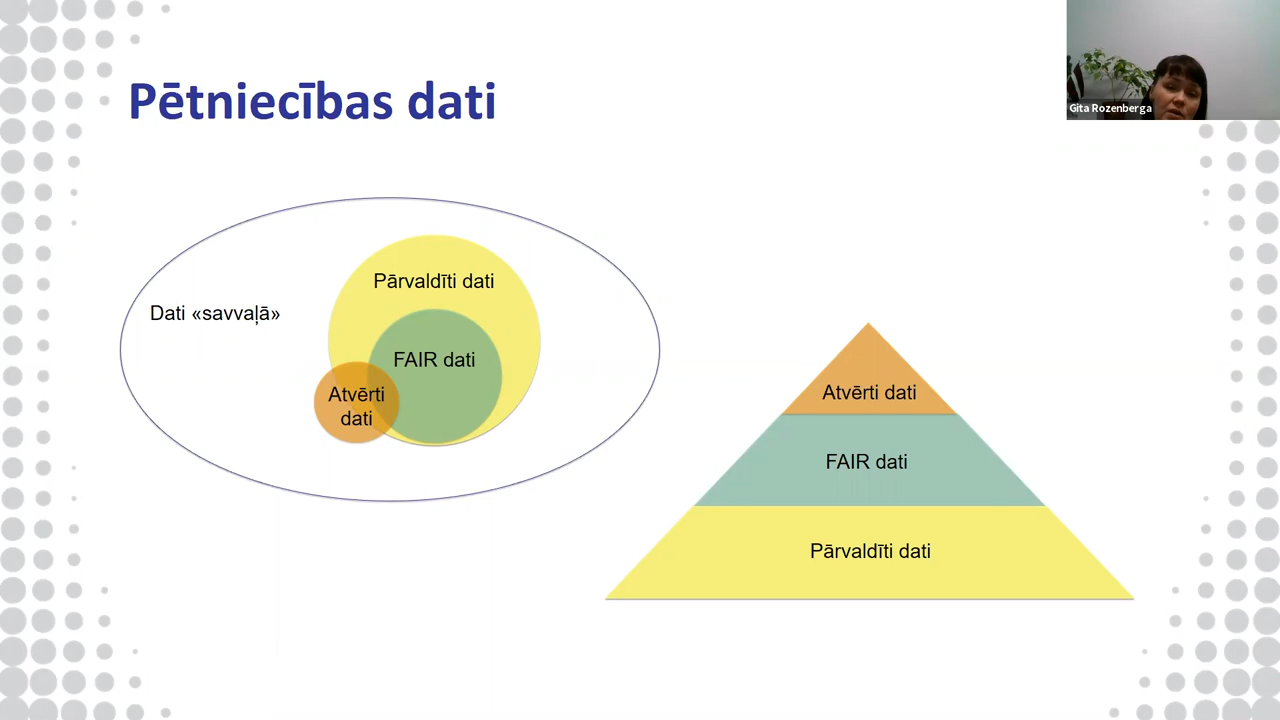 Pētniecības dati
Gita Rozenberga
Pārvaldīti dati
Dati «savvaļā»
FAIR dati
Atvērti
dati
Atvērti dati
FAIR dati
Pārvaldīti dati